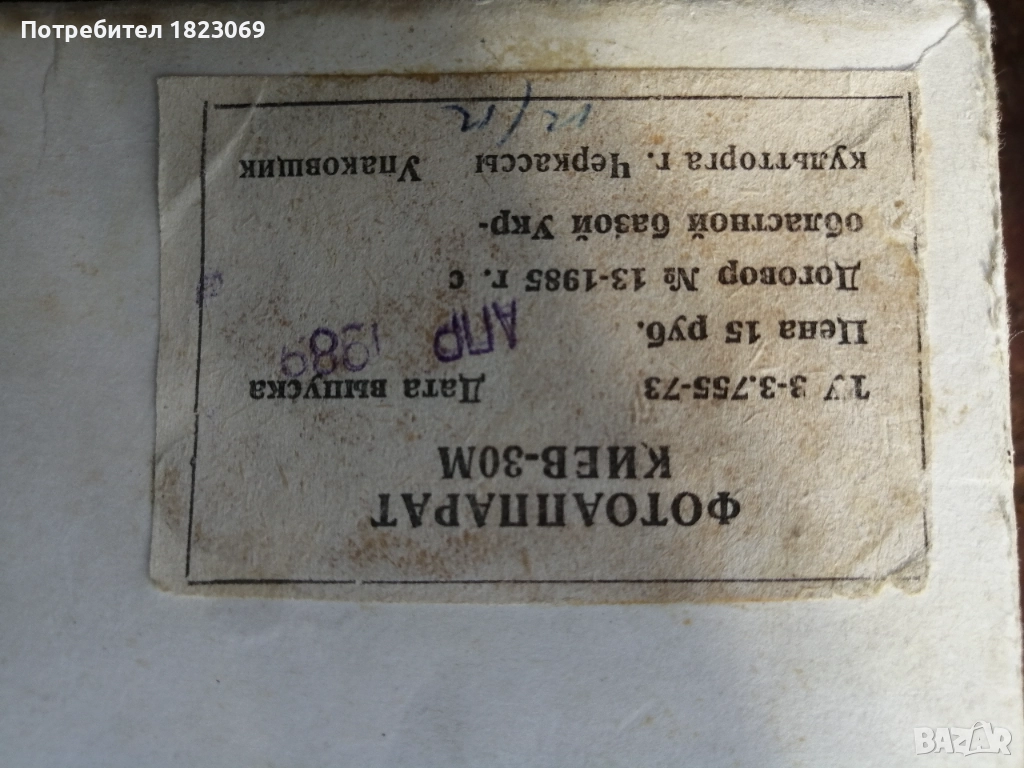 Потребител 1823069
ФОТОАППАРАТ
КИЕВ-30М
ТУ 3-3.755-73 Дата выпуска
Цена 15 руб. АПР 1989
Договор № 13-1985 г. с
областной базой Укр-
культторга г. Черкассы Упаковщик
BAZAR